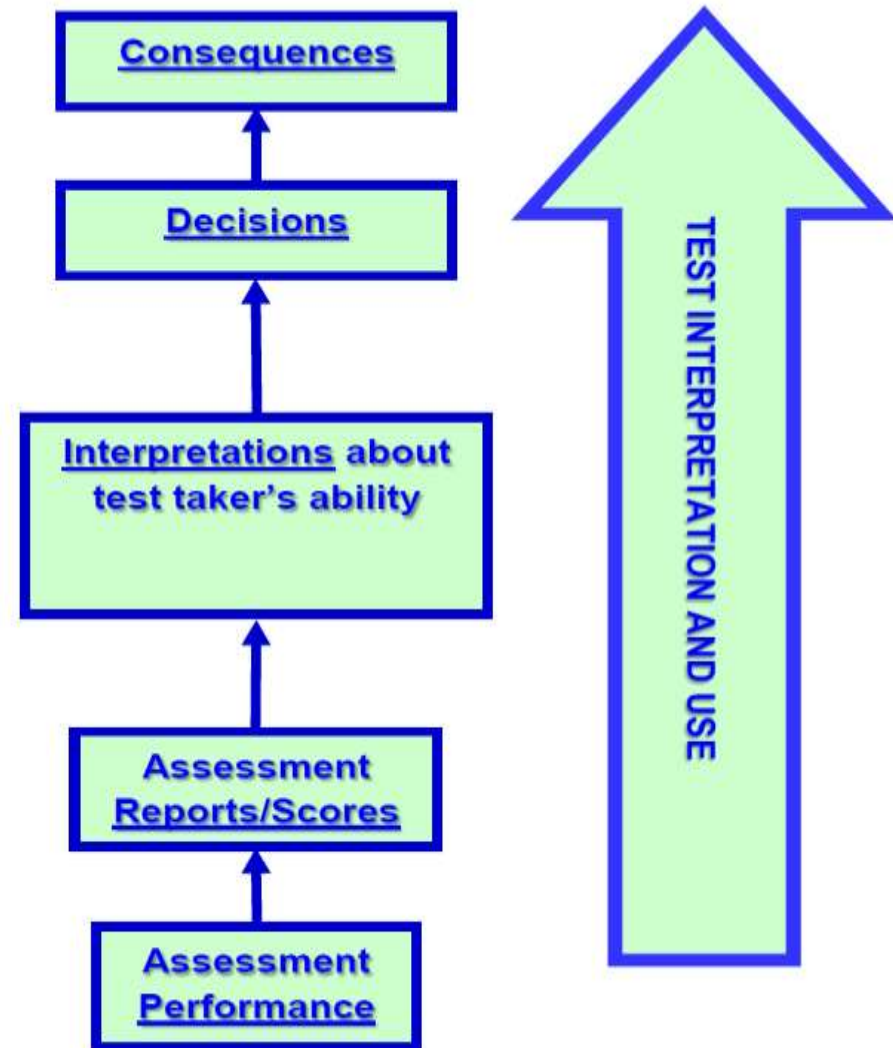 Consequences
Decisions
Interpretations about
test taker’s ability
Assessment
Reports/Scores
Assessment
Performance
TEST INTERPRETATION AND USE